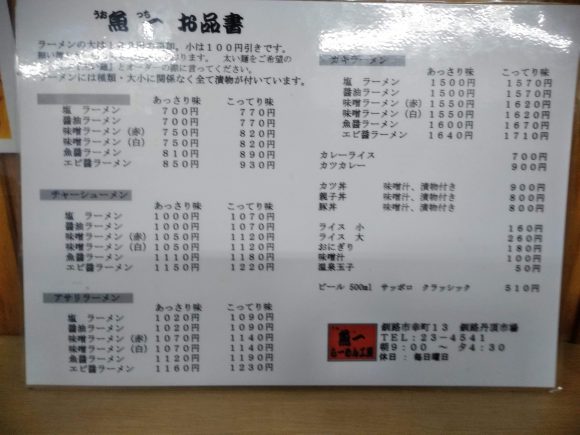 うお　　　っち
魚　一　お品書
ラーメンの大は　　　　　　、小は１００円引きです。
　　　　　　　　　　　おります。　太い麺をご希望の
　　　　　　　　とオーダーの際に言ってください。
ラーメンには種類・大小に関係なく全て漬物が付いています。
あっさり味　こってり味
塩　ラーメン　７００円　７７０円
醤油ラーメン　７００円　７７０円
味噌ラーメン（赤）　７５０円　８２０円
味噌ラーメン（白）　７５０円　８２０円
魚醤ラーメン　８１０円　８９０円
エビ醤ラーメン　８５０円　９３０円
チャーシューメン　あっさり味　こってり味
塩　ラーメン　１０００円　１０７０円
醤油ラーメン　１０００円　１０７０円
味噌ラーメン（赤）　１０５０円　１１２０円
味噌ラーメン（白）　１０５０円　１１２０円
魚醤ラーメン　１１１０円　１１８０円
エビ醤ラーメン　１１５０円　１２２０円
アサリラーメン　あっさり味　こってり味
塩　ラーメン　１０２０円　１０９０円
醤油ラーメン　１０２０円　１０９０円
味噌ラーメン（赤）　１０７０円　１１４０円
味噌ラーメン（白）　１０７０円　１１４０円
魚醤ラーメン　１１２０円　１１９０円
エビ醤ラーメン　１１６０円　１２３０円
カキラーメン　あっさり味　こってり味
塩　ラーメン　１５００円　１５７０円
醤油ラーメン　１５００円　１５７０円
味噌ラーメン（赤）　１５５０円　１６２０円
味噌ラーメン（白）　１５５０円　１６２０円
魚醤ラーメン　１６００円　１６７０円
エビ醤ラーメン　１６４０円　１７１０円
カレーライス　７００円
カツカレー　９００円
カツ丼　味噌汁、漬物付き　９００円
親子丼　味噌汁、漬物付き　８００円
豚丼　味噌汁、漬物付き　８００円
ライス　小　１６０円
ライス　大　２６０円
おにぎり　１８０円
味噌汁　１００円
温泉玉子　５０円
ビール　500ml　サッポロ　クラッシック　５１０円
魚一
らーめん工房
釧路市幸町１３　釧路丹頂市場
ＴＥＬ：２３－４５４１
朝９：００　～　夕４：３０
休日　：　毎日曜日